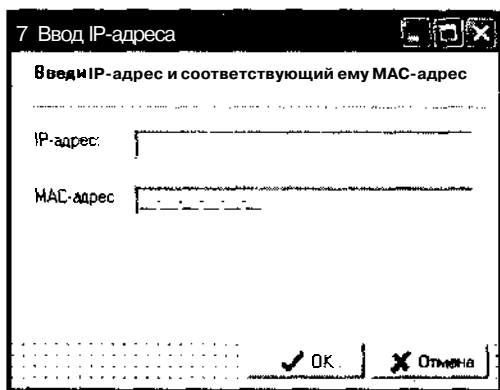 7 Ввод IP-адреса
Введи IP-адрес и соответствующий ему MAC-адрес
IP-адрес:
MAC-адрес
OK
Отмена